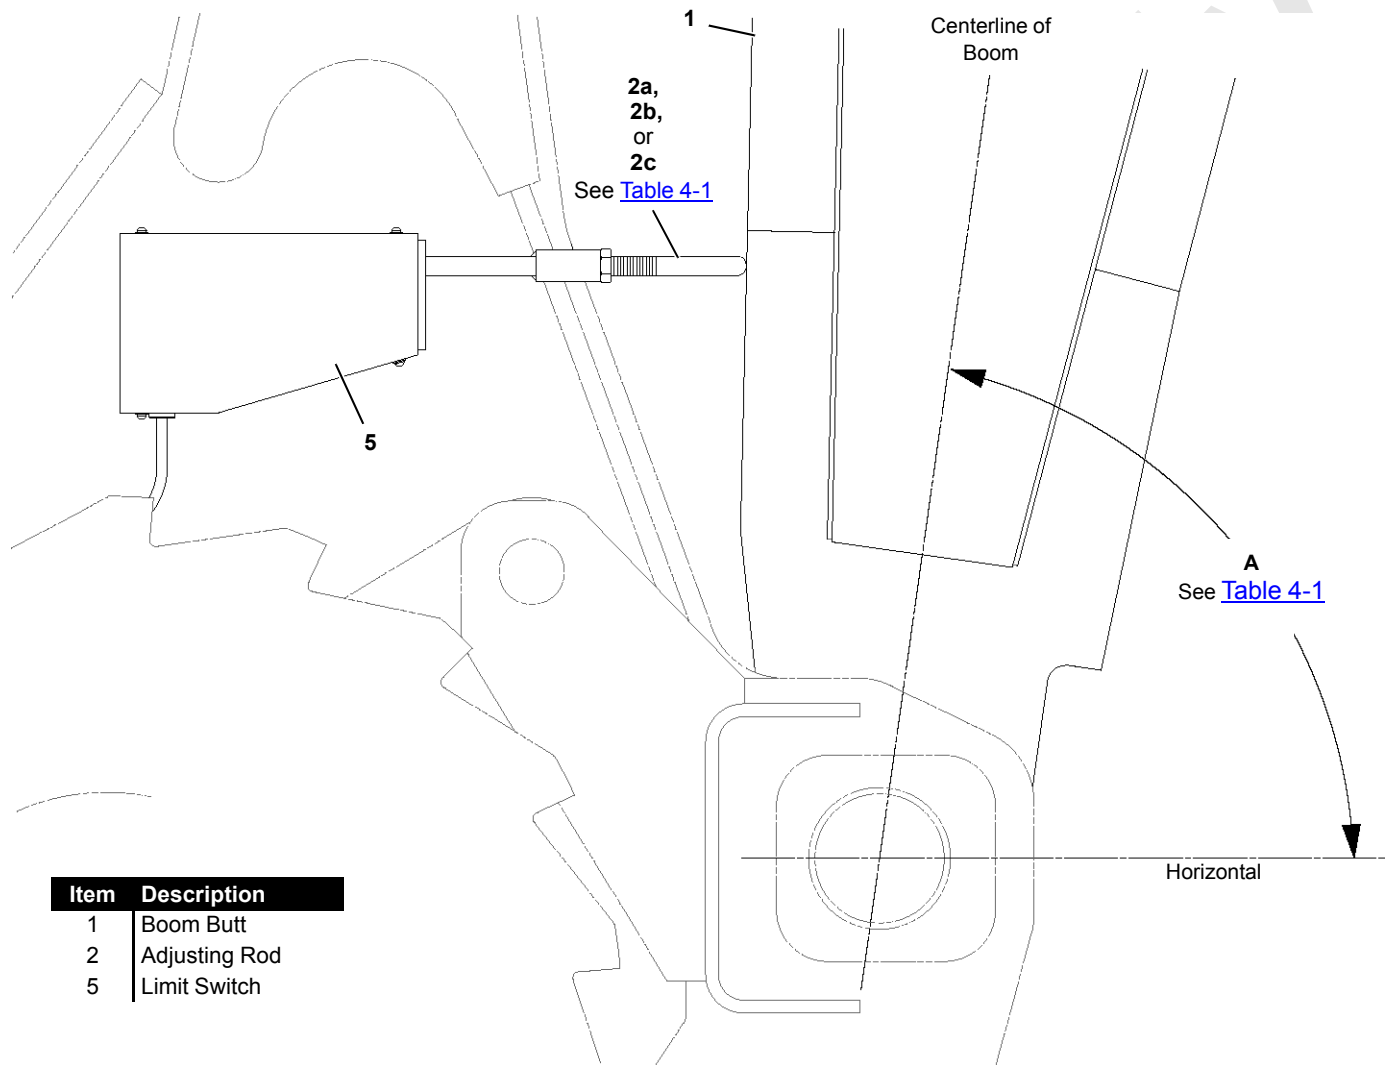 1
Centerline of
Boom
2a,
2b,
or
2c
See Table 4-1
5
A
See Table 4-1
Horizontal
Item Description
1 Boom Butt
2 Adjusting Rod
5 Limit Switch